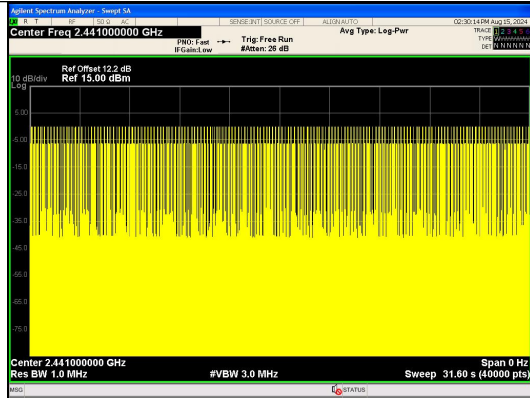 Agilent Spectrum Analyzer - Swept SA
R T RF 50 Ω AC SENSE:INT SOURCE OFF ALIGN AUTO 02:30:14 PM Aug 15, 2024
Center Freq 2.441000000 GHz
PNO: Fast
IFGain:Low
Trig: Free Run
#Atten: 26 dB
Avg Type: Log-Pwr
TRACE 1 2 3 4 5 6
TYPE
DET N N N N N N
Ref Offset 12.2 dB
10 dB/div Ref 15.00 dBm
Log
5.00
-5.00
-15.0
-25.0
-35.0
-45.0
-55.0
-65.0
-75.0
Center 2.441000000 GHz Span 0 Hz
Res BW 1.0 MHz #VBW 3.0 MHz Sweep 31.60 s (40000 pts)
MSG STATUS